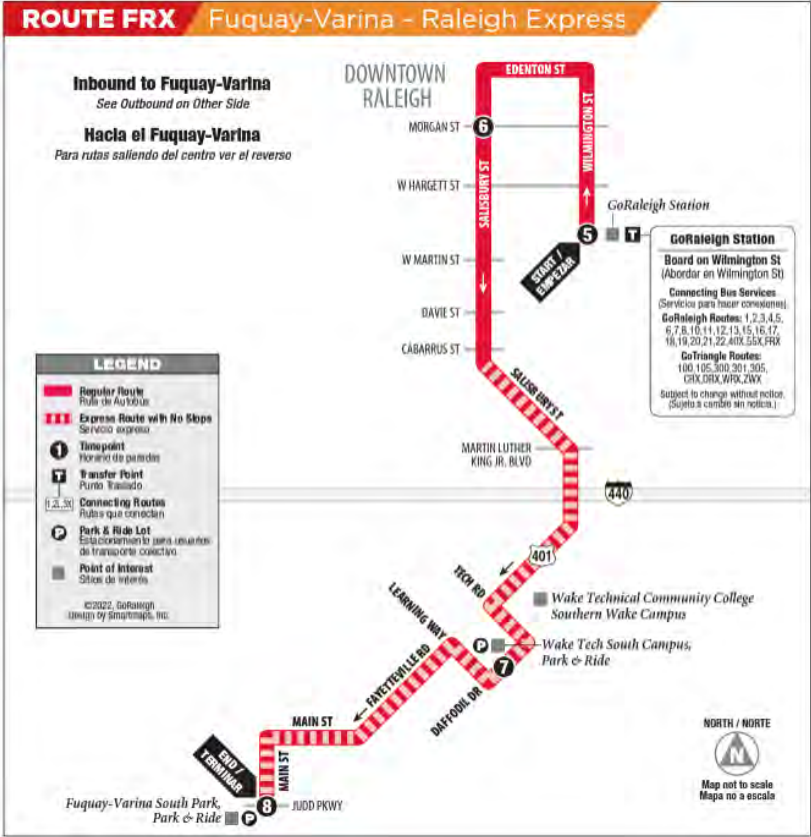 ROUTE FRX Fuquay-Varina – Raleigh Express
Inbound to Fuquay-Varina
See Outbound on Other Side
Hacia el Fuquay-Varina
Para rutas saliendo del centro ver el reverso
DOWNTOWN
RALEIGH
EDENTON ST
MORGAN ST
6
WILMINGTON ST
SALISBURY ST
W HARGETT ST
GoRaleigh Station
5
T
START /
EMPEZAR
W MARTIN ST
DAVIE ST
CABARRUS ST
GoRaleigh Station
Board on Wilmington St
(Abordar en Wilmington St)
Connecting Bus Services
(Servicios para hacer conexiones)
GoRaleigh Routes: 1,2,3,4,5,
6,7,8,10,11,12,13,15,16,17,
18,19,20,21,22,40X,55X,FRX
GoTriangle Routes:
100,105,300,301,305,
CRX,DRX,WRX,ZWX
Subject to change without notice.
(Sujeto a cambio sin noticia.)
LEGEND
Regular Route
Ruta de Autobus
Express Route with No Stops
Servicio expreso
1
Timepoint
Horario de paradas
T
Transfer Point
Punto Traslado
Connecting Routes
Rutas que conectan
P
Park & Ride Lot
Estacionamiento para usuarios
de transporte colectivo
Point of Interest
Sitios de interés
©2022, GoRaleigh
Design by Smartmaps, Inc.
SALISBURY ST
MARTIN LUTHER
KING JR. BLVD
440
401
TECH RD
Wake Technical Community College
Southern Wake Campus
LEARNING WAY
P
Wake Tech South Campus,
Park & Ride
7
DAFFODIL DR
FAYETTEVILLE RD
MAIN ST
MAIN ST
END /
TERMINAR
Fuquay-Varina South Park,
Park & Ride
P
8
JUDD PKWY
NORTH / NORTE
N
Map not to scale
Mapa no a escala